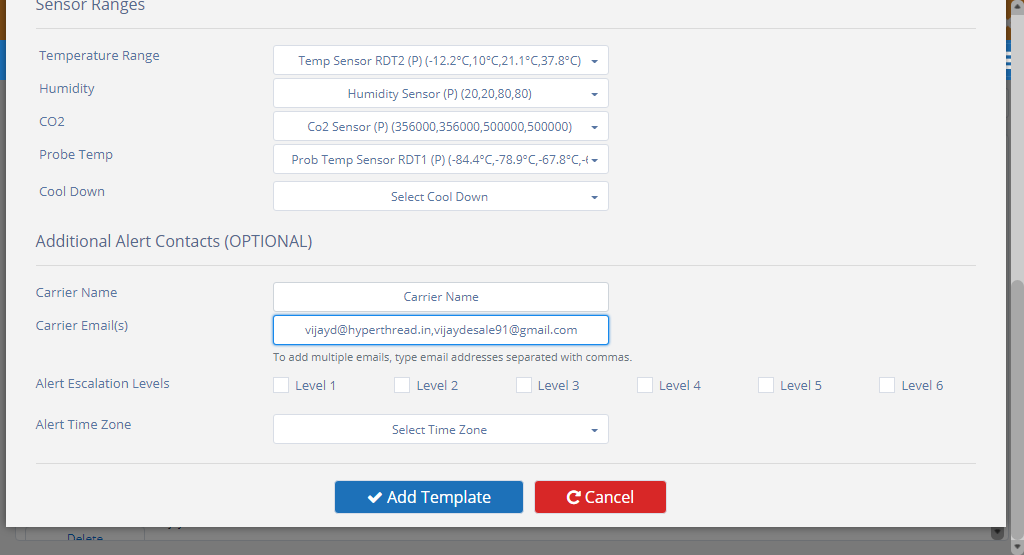 Sensor Ranges
Temperature Range
Temp Sensor RDT2 (P) (-12.2°C,10°C,21.1°C,37.8°C)
Humidity
Humidity Sensor (P) (20,20,80,80)
CO2
Co2 Sensor (P) (356000,356000,500000,500000)
Probe Temp
Prob Temp Sensor RDT1 (P) (-84.4°C,-78.9°C,-67.8°C,-
Cool Down
Select Cool Down
Additional Alert Contacts (OPTIONAL)
Carrier Name
Carrier Name
Carrier Email(s)
vijayd@hyperthread.in,vijaydesale91@gmail.com
To add multiple emails, type email addresses separated with commas.
Alert Escalation Levels
Level 1 Level 2 Level 3 Level 4 Level 5 Level 6
Alert Time Zone
Select Time Zone
Add Template Cancel
Delete